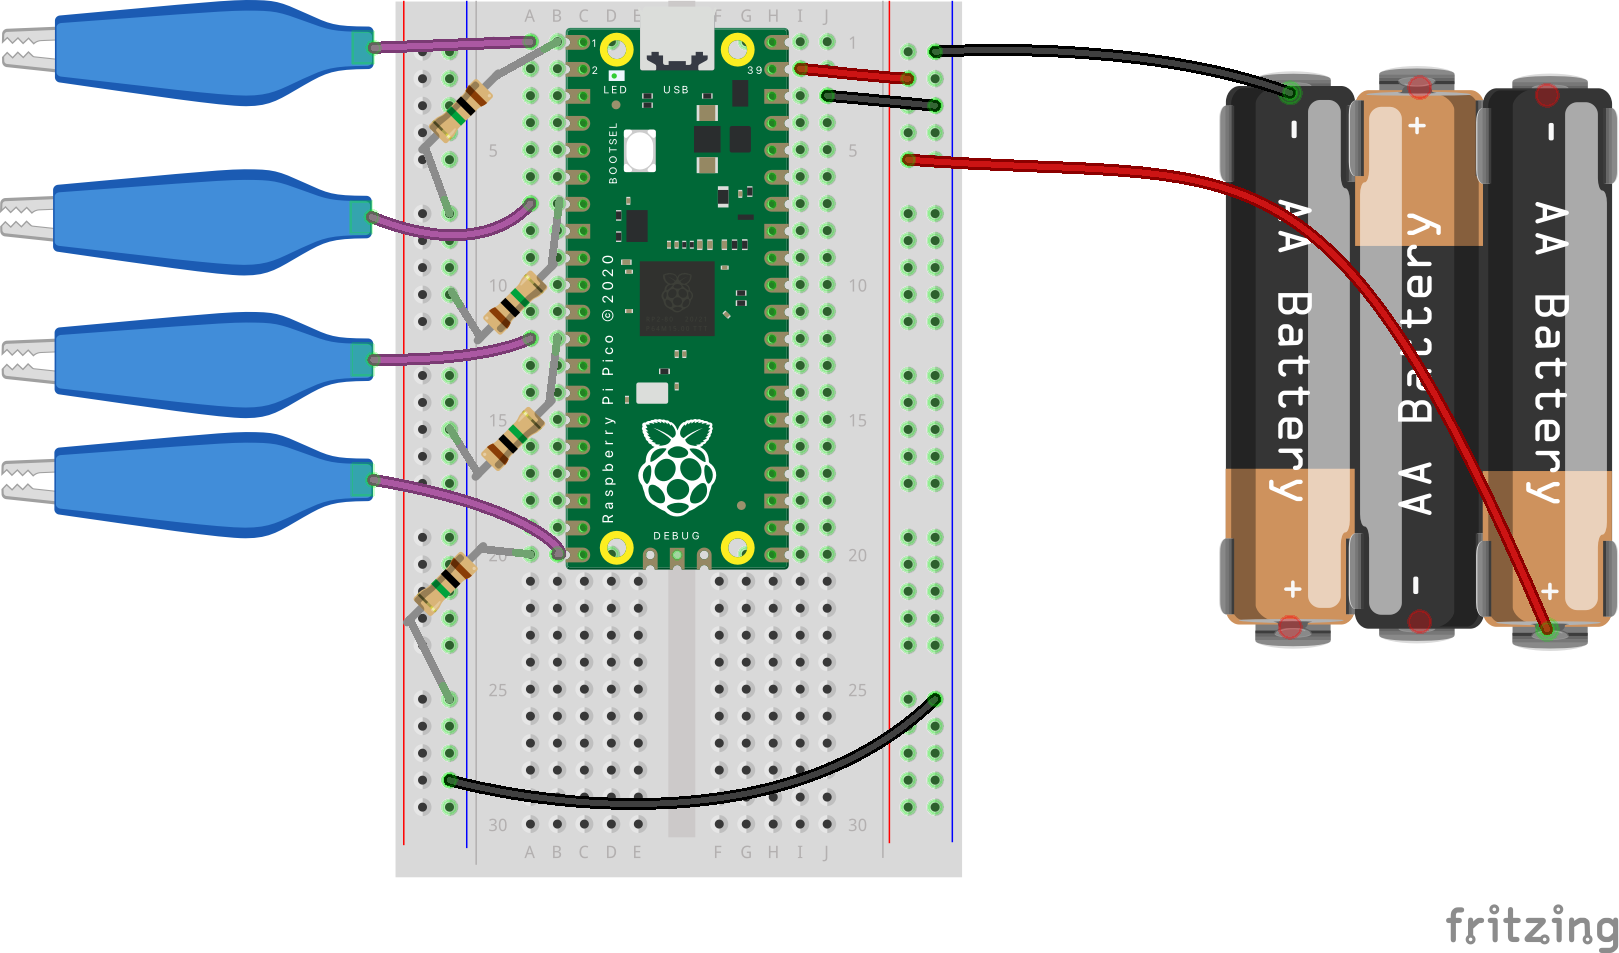 A B C D E F G H I J
1 1 1
2 39
LED USB
BOOTSEL
5 5
10 10
15 15
20 20
25 25
30 30
Raspberry Pi Pico ©2020
DEBUG
A B C D E F G H I J
- AA Battery +
+ AA Battery -
- AA Battery +
fritzing